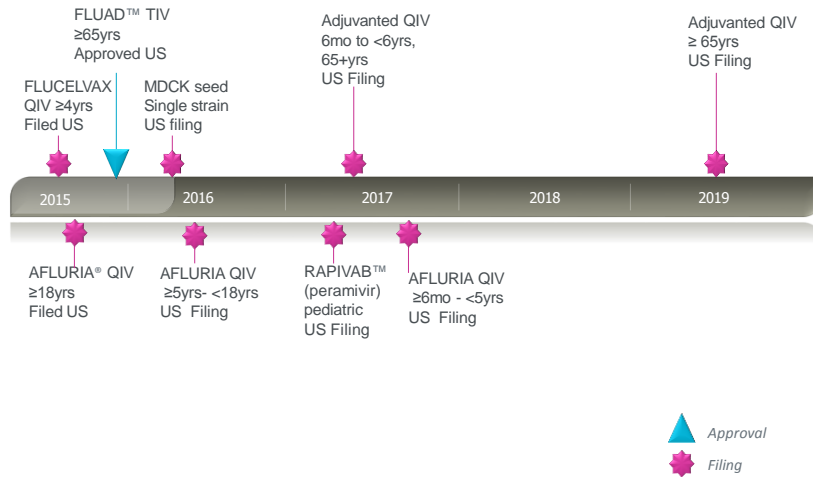 FLUAD™ TIV
≥65yrs
Approved US
Adjuvanted QIV
6mo to <6yrs,
65+yrs
US Filing
Adjuvanted QIV
≥ 65yrs
US Filing
FLUCELVAX
QIV ≥4yrs
Filed US
MDCK seed
Single strain
US filing
2015
2016
2017
2018
2019
AFLURIA® QIV
≥18yrs
Filed US
AFLURIA QIV
≥5yrs- <18yrs
US Filing
RAPIVAB™
(peramivir)
pediatric
US Filing
AFLURIA QIV
≥6mo - <5yrs
US Filing
Approval
Filing